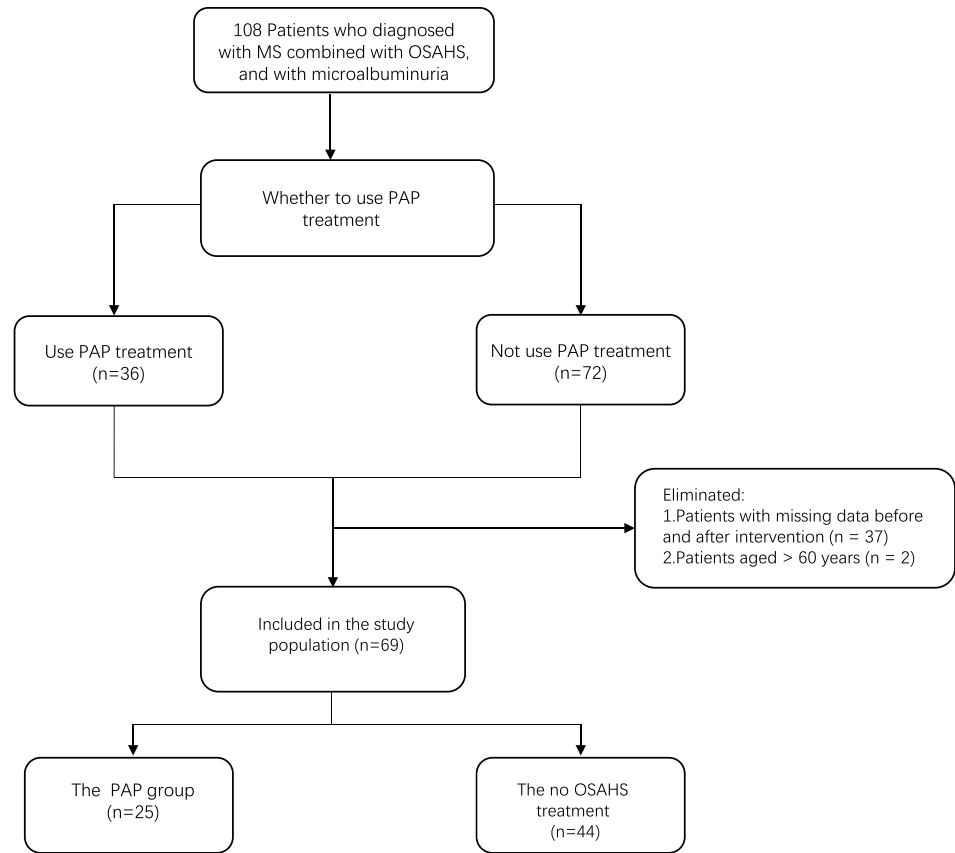 108 Patients who diagnosed
with MS combined with OSAHS,
and with microalbuminuria
Whether to use PAP
treatment
Use PAP treatment
(n=36)
Not use PAP treatment
(n=72)
Eliminated:
1.Patients with missing data before
and after intervention (n = 37)
2.Patients aged > 60 years (n = 2)
Included in the study
population (n=69)
The PAP group
(n=25)
The no OSAHS
treatment
(n=44)